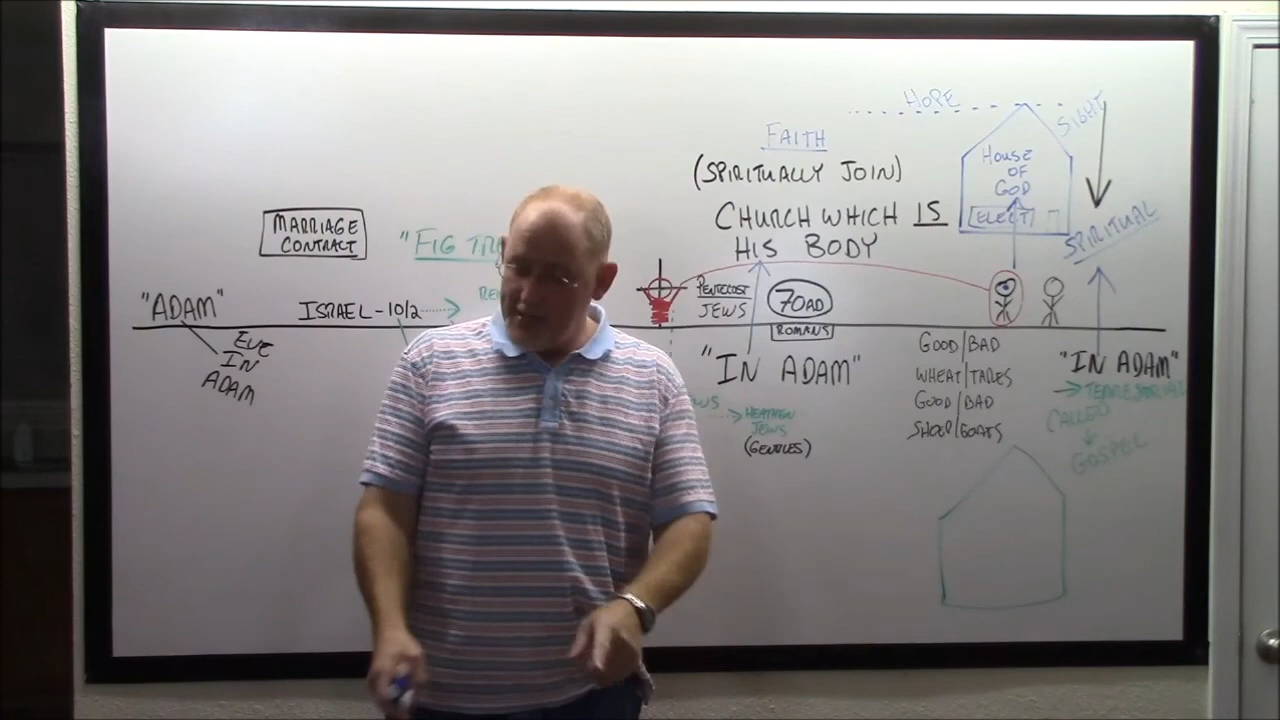 HOPE
SIGHT
FAITH
(SPIRITUALLY JOIN)
CHURCH WHICH IS
HIS BODY
HOUSE
OF
GOD
ELECT
SPIRITUAL
MARRIAGE
CONTRACT
"FIG
"ADAM"
EVE
IN
ADAM
ISRAEL - 10/2
PENTECOST
JEWS
70AD
ROMANS
"IN ADAM"
HEATHEN
JEWS
(GENTILES)
GOOD|BAD
WHEAT|TARES
GOOD|BAD
SHEEP|GOATS
"IN ADAM"
CALLED
GOSPEL